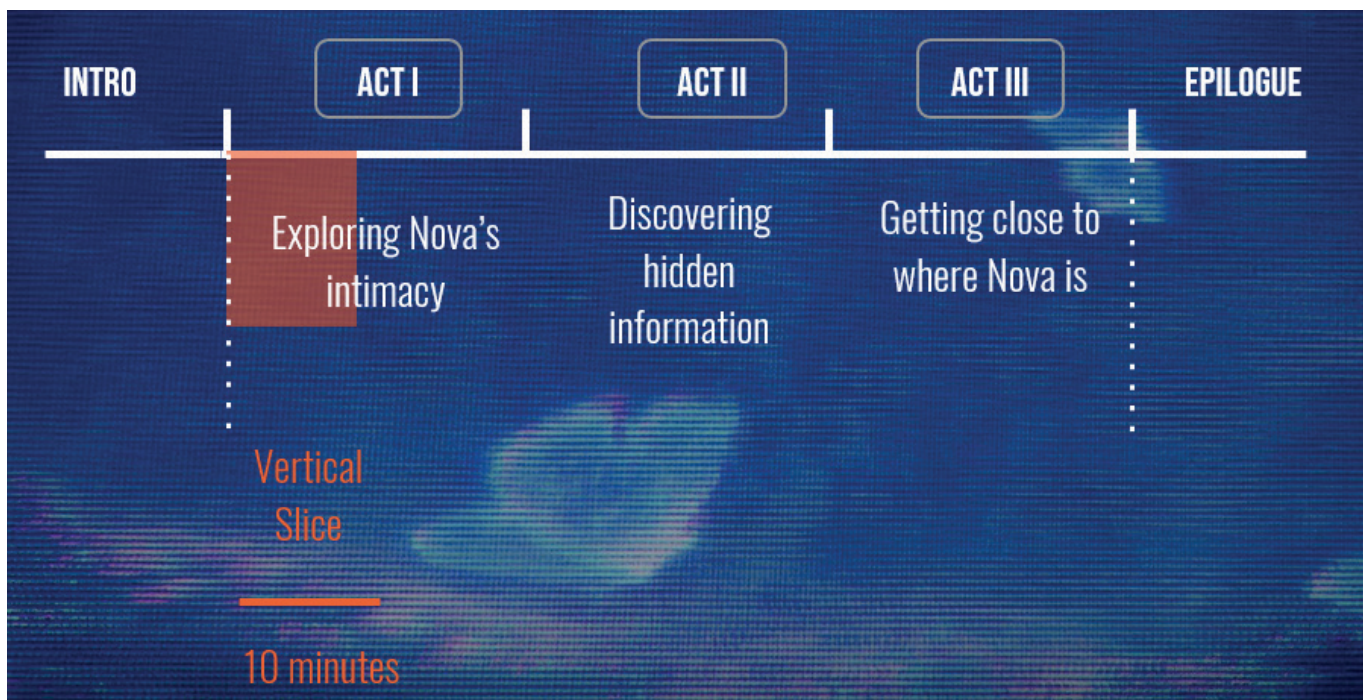 INTRO
ACT I
ACT II
ACT III
EPILOGUE
Exploring Nova’s
intimacy
Discovering
hidden
information
Getting close to
where Nova is
Vertical
Slice
10 minutes